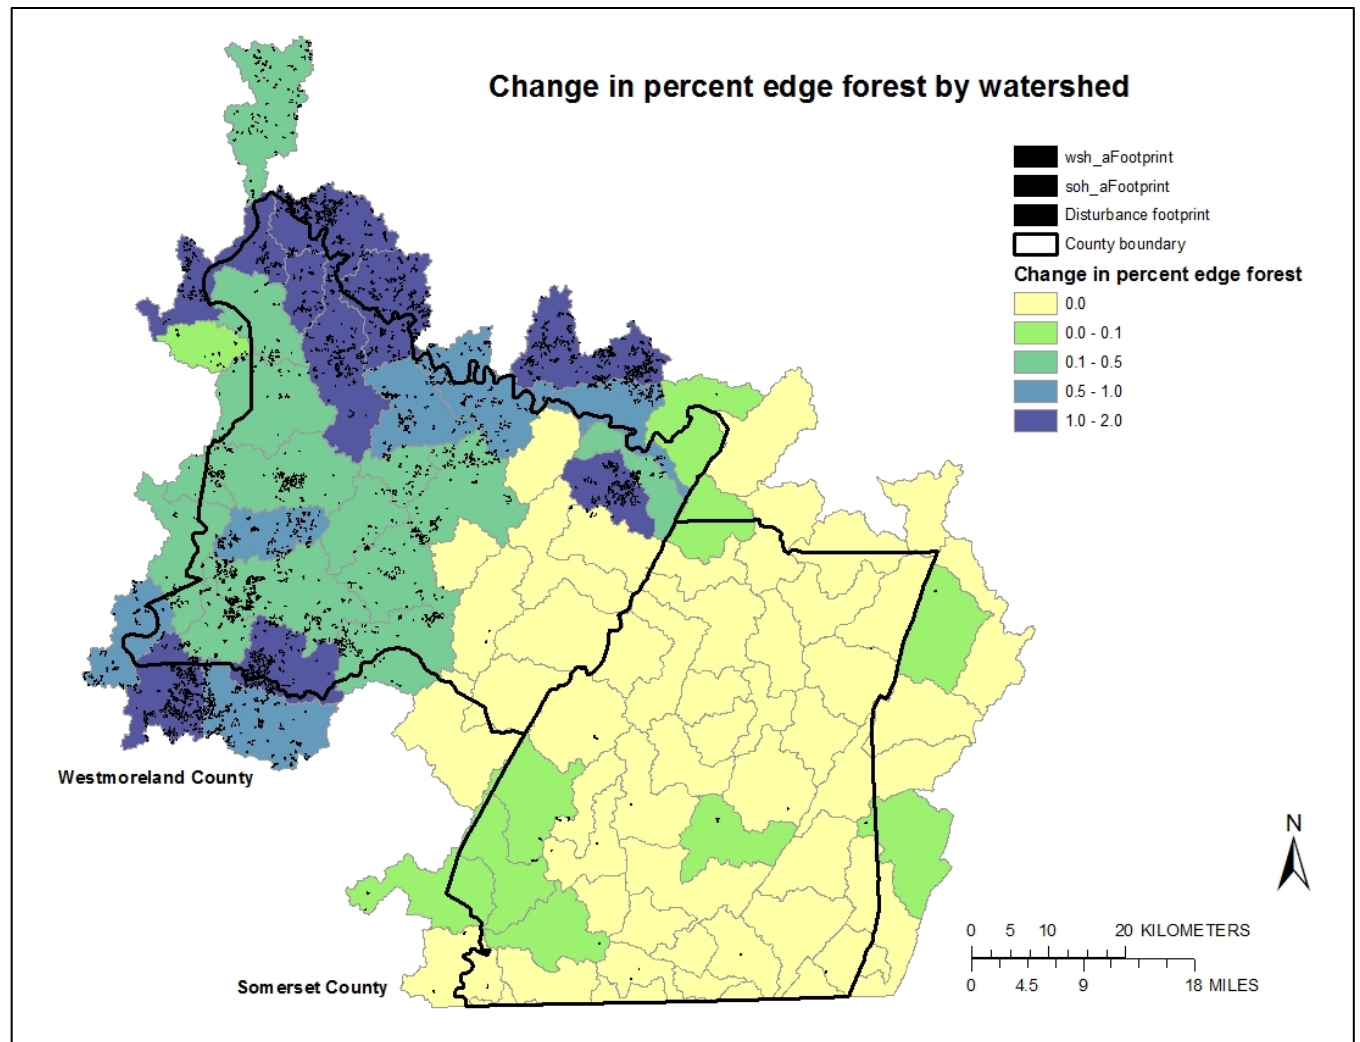 Change in percent edge forest by watershed
wsh_aFootprint
soh_aFootprint
Disturbance footprint
County boundary
Change in percent edge forest
0.0
0.0 - 0.1
0.1 - 0.5
0.5 - 1.0
1.0 - 2.0
Westmoreland County
Somerset County
N
0 5 10 20 KILOMETERS
0 4.5 9 18 MILES